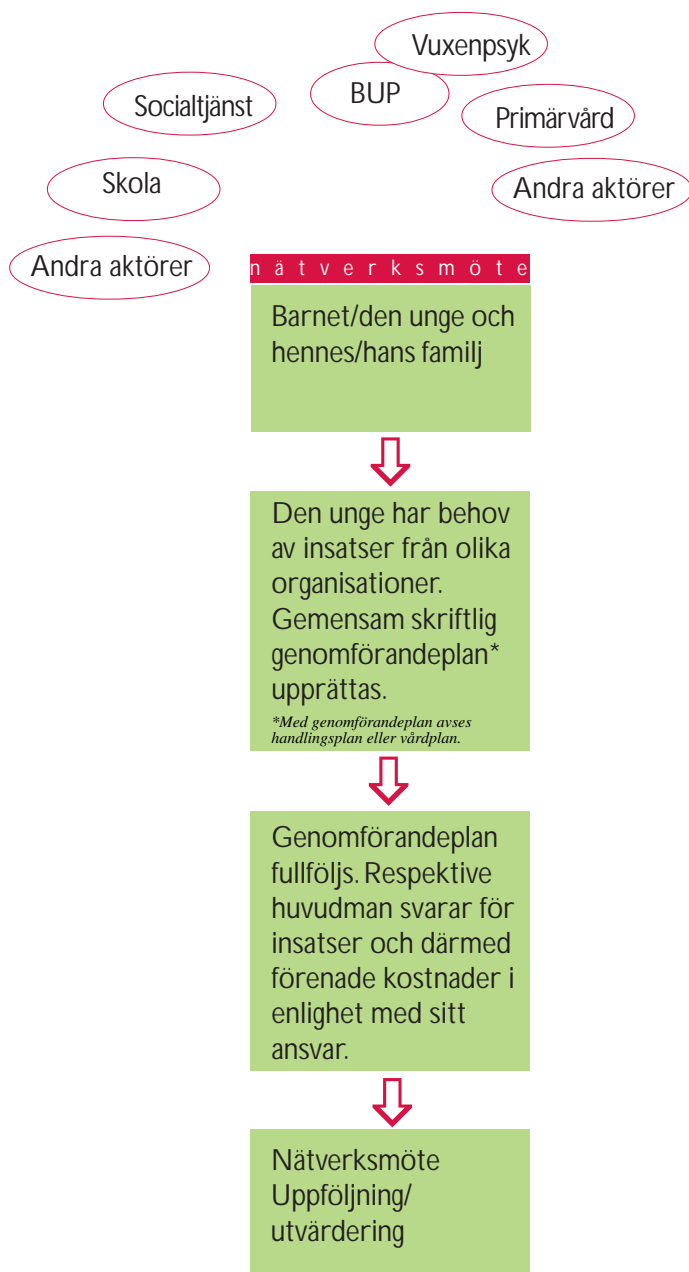 Vuxenpsyk
BUP
Socialtjänst
Primärvård
Skola
Andra aktörer
Andra aktörer
nätverksmöte
Barnet/den unge och
hennes/hans familj
Den unge har behov
av insatser från olika
organisationer.
Gemensam skriftlig
genomförandeplan*
upprättas.
*Med genomförandeplan avses
handlingsplan eller vårdplan.
Genomförandeplan
fullföljs. Respektive
huvudman svarar för
insatser och därmed
förenade kostnader i
enlighet med sitt
ansvar.
Nätverksmöte
Uppföljning/
utvärdering